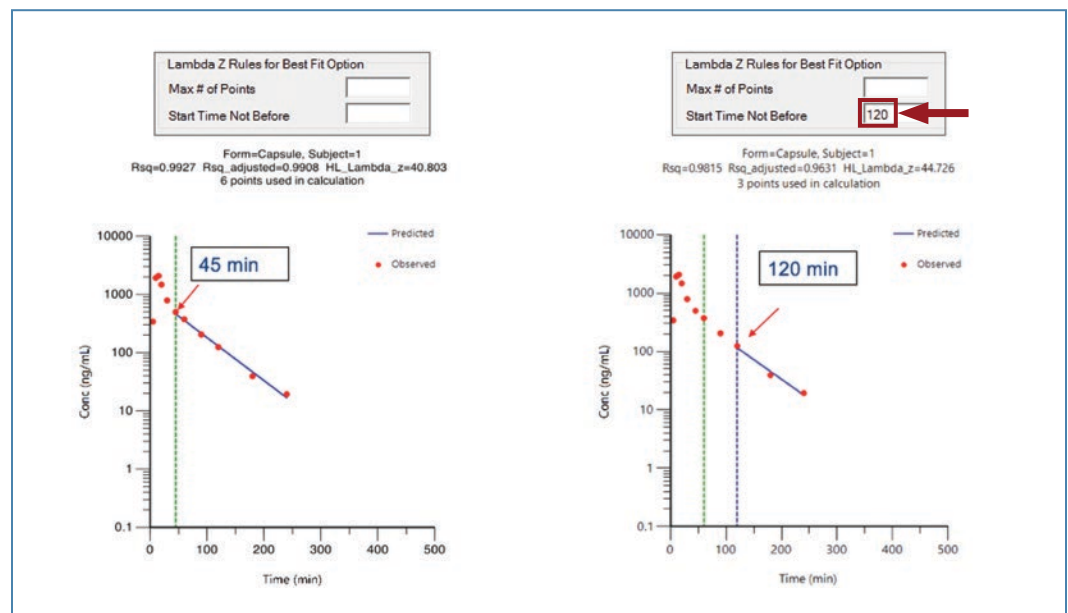 Lambda Z Rules for Best Fit Option
Max # of Points
Start Time Not Before
Form=Capsule, Subject=1
Rsq=0.9927 Rsq_adjusted=0.9908 HL_Lambda_z=40.803
6 points used in calculation
Predicted
Observed
45 min
10000
1000
100
10
1
0.1
Conc (ng/mL)
0 100 200 300 400 500
Time (min)
Lambda Z Rules for Best Fit Option
Max # of Points
Start Time Not Before 120
Form=Capsule, Subject=1
Rsq=0.9815 Rsq_adjusted=0.9631 HL_Lambda_z=44.726
3 points used in calculation
Predicted
Observed
120 min
10000
1000
100
10
1
0.1
Conc (ng/mL)
0 100 200 300 400 500
Time (min)